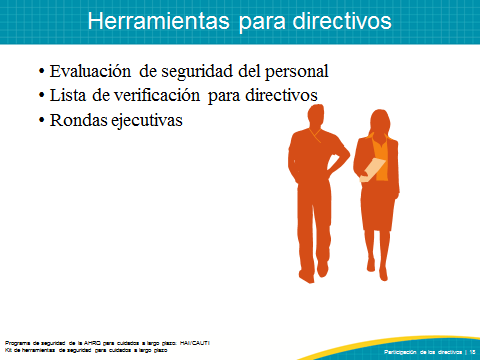 Herramientas para directivos
• Evaluación de seguridad del personal
• Lista de verificación para directivos
• Rondas ejecutivas
Programa de seguridad de la AHRQ para cuidados a largo plazo: HAI/CAUTI
Kit de herramientas de seguridad para cuidados a largo plazo
Participación de los directivos | 18